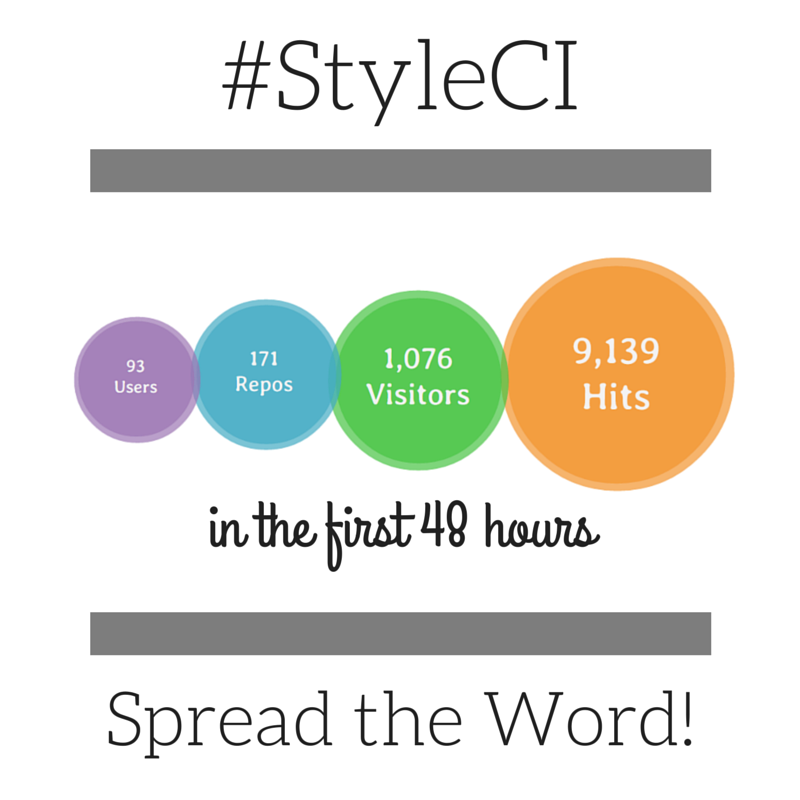 #StyleCI
93
Users
171
Repos
1,076
Visitors
9,139
Hits
in the first 48 hours
Spread the Word!